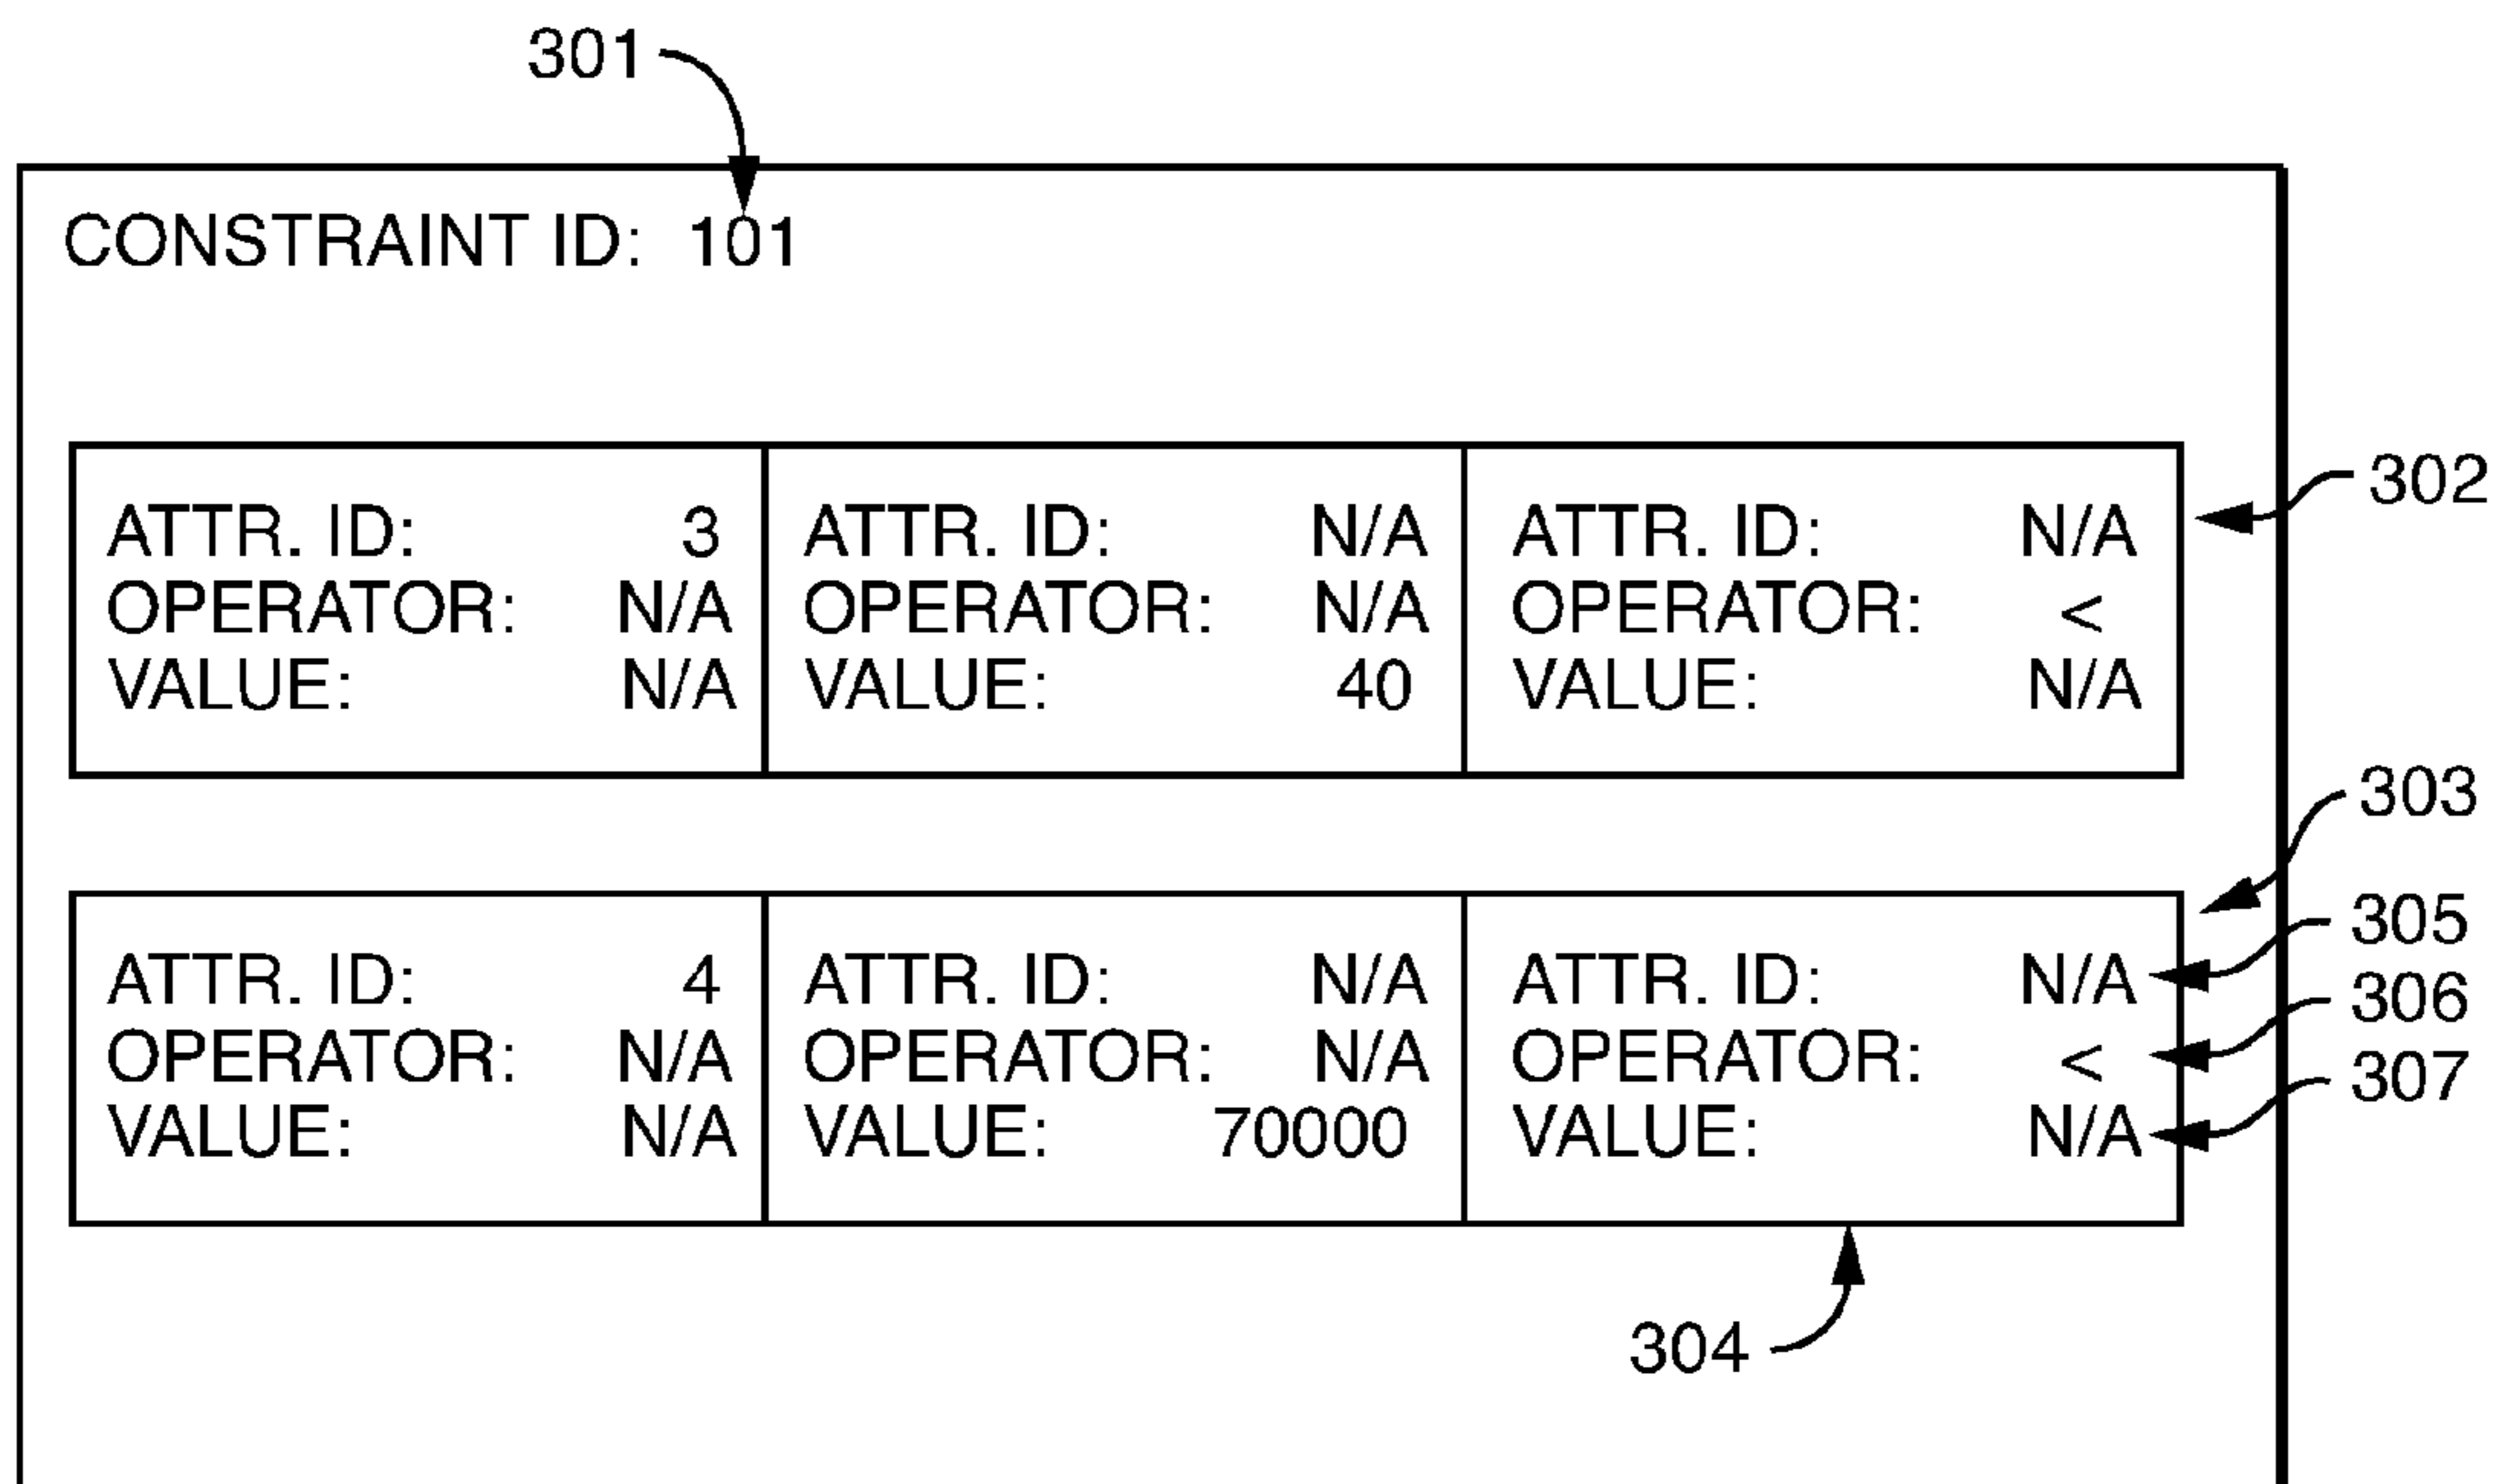 301
CONSTRAINT ID: 101
ATTR. ID: 3 ATTR. ID: N/A ATTR. ID: N/A
302
OPERATOR: N/A OPERATOR: N/A OPERATOR: <
VALUE: N/A VALUE: 40 VALUE: N/A
303
305
ATTR. ID: 4 ATTR. ID: N/A ATTR. ID: N/A
306
OPERATOR: N/A OPERATOR: N/A OPERATOR: <
307
VALUE: N/A VALUE: 70000 VALUE: N/A
304